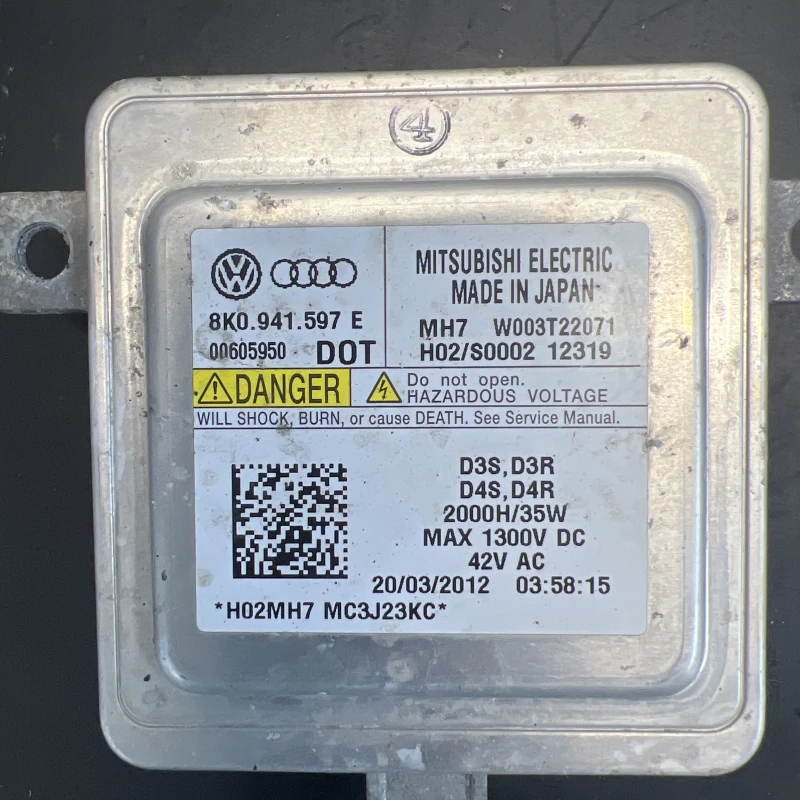 4
MITSUBISHI ELECTRIC
MADE IN JAPAN
8K0.941.597 E
MH7 W003T22071
00605950 DOT
H02/S0002 12319
DANGER
Do not open.
HAZARDOUS VOLTAGE
WILL SHOCK, BURN, or cause DEATH. See Service Manual.
D3S,D3R
D4S,D4R
2000H/35W
MAX 1300V DC
42V AC
20/03/2012 03:58:15
*H02MH7 MC3J23KC*